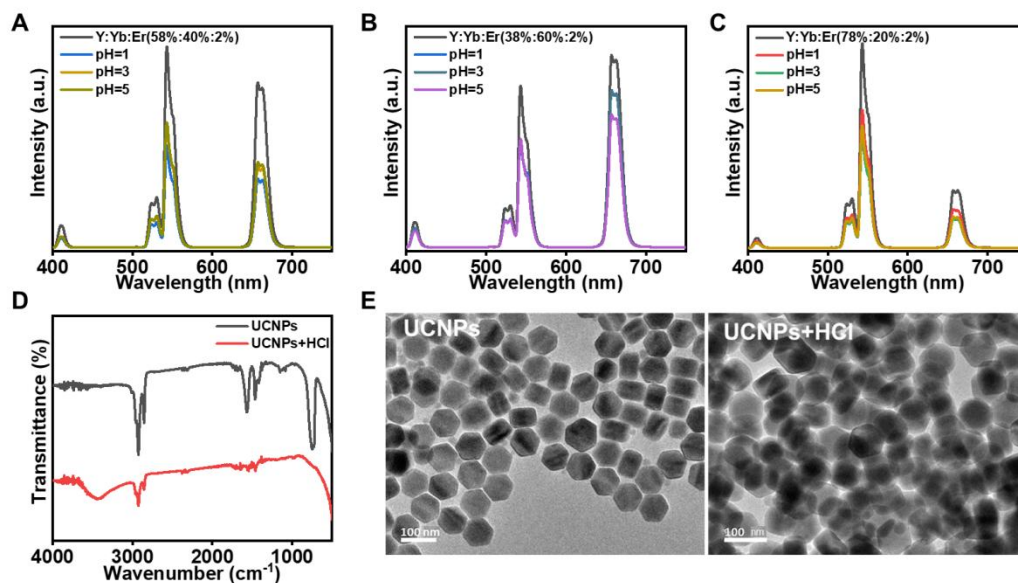 A
Y:Yb:Er(58%:40%:2%)
pH=1
pH=3
pH=5
Intensity (a.u.)
400 500 600 700
Wavelength (nm)
B
Y:Yb:Er(38%:60%:2%)
pH=1
pH=3
pH=5
Intensity (a.u.)
400 500 600 700
Wavelength (nm)
C
Y:Yb:Er(78%:20%:2%)
pH=1
pH=3
pH=5
Intensity (a.u.)
400 500 600 700
Wavelength (nm)
D
UCNPs
UCNPs+HCl
Transmittance (%)
4000 3000 2000 1000
Wavenumber (cm⁻¹)
E
UCNPs
100 nm
UCNPs+HCl
100 nm